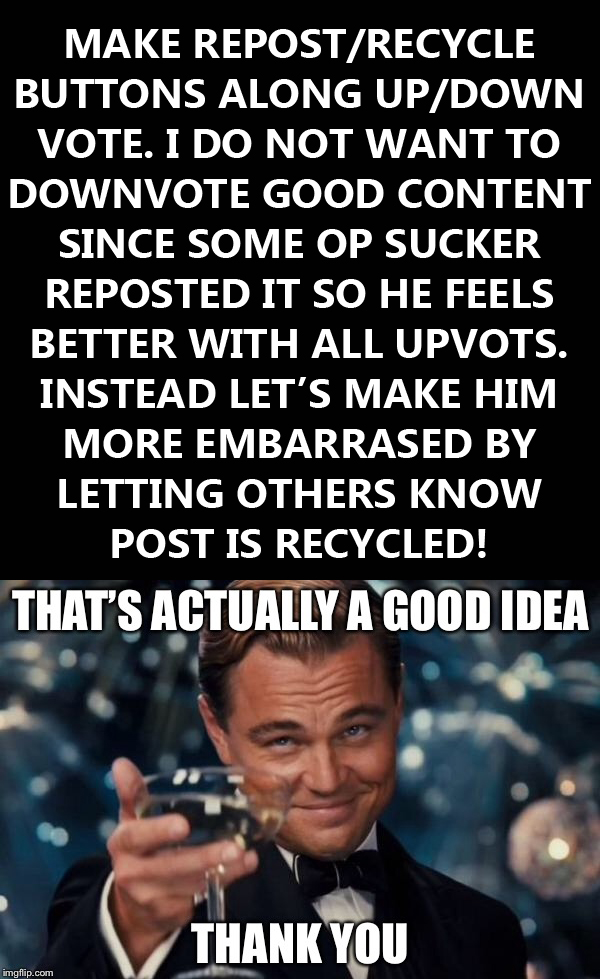 MAKE REPOST/RECYCLE
BUTTONS ALONG UP/DOWN
VOTE. I DO NOT WANT TO
DOWNVOTE GOOD CONTENT
SINCE SOME OP SUCKER
REPOSTED IT SO HE FEELS
BETTER WITH ALL UPVOTS.
INSTEAD LET’S MAKE HIM
MORE EMBARRASED BY
LETTING OTHERS KNOW
POST IS RECYCLED!
THAT’S ACTUALLY A GOOD IDEA
THANK YOU
imgflip.com